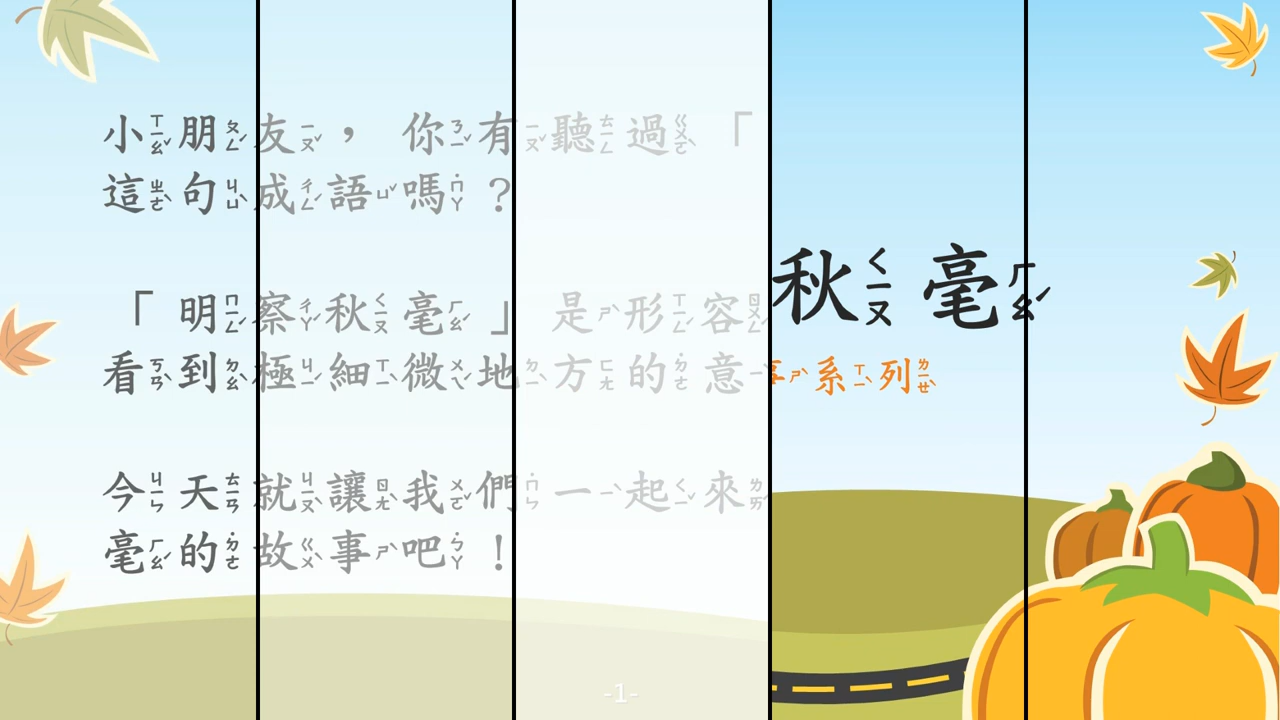 小朋友，你有聽過「
這句成語嗎？
「明察秋毫」是形容
看到極細微地方的意
今天就讓我們一起來
毫的故事吧！
-1-
秋毫
事系列